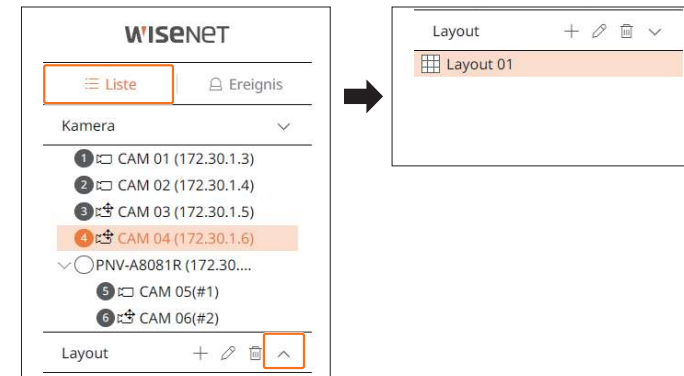 WISENET
Liste Ereignis
Kamera
1 CAM 01 (172.30.1.3)
2 CAM 02 (172.30.1.4)
3 CAM 03 (172.30.1.5)
4 CAM 04 (172.30.1.6)
PNV-A8081R (172.30....
5 CAM 05(#1)
6 CAM 06(#2)
Layout
Layout
Layout 01